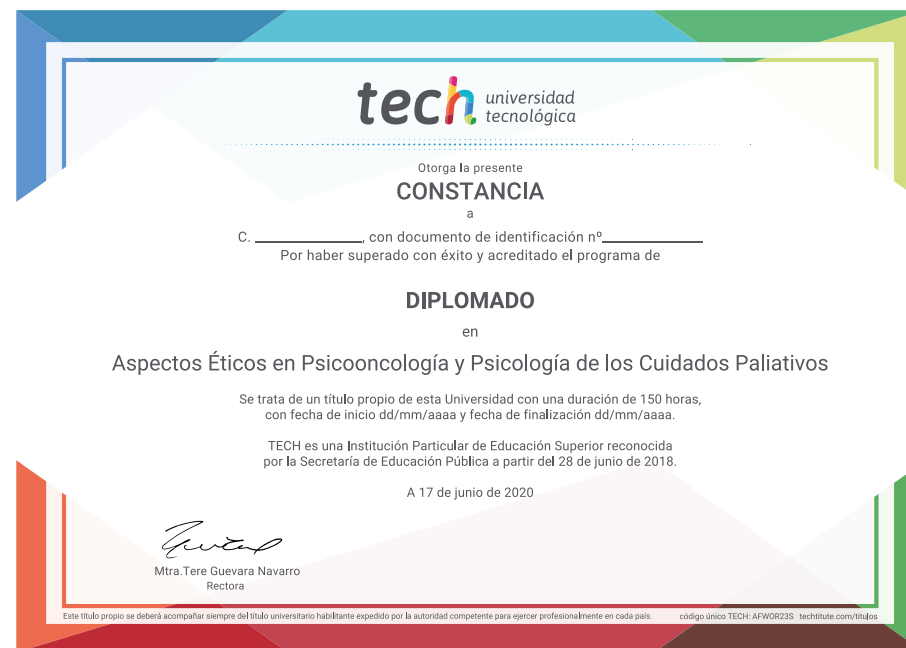 tech universidad
tecnológica
Otorga la presente
CONSTANCIA
a
C. ____________, con documento de identificación nº____________
Por haber superado con éxito y acreditado el programa de
DIPLOMADO
en
Aspectos Éticos en Psicooncología y Psicología de los Cuidados Paliativos
Se trata de un título propio de esta Universidad con una duración de 150 horas,
con fecha de inicio dd/mm/aaaa y fecha de finalización dd/mm/aaaa.
TECH es una Institución Particular de Educación Superior reconocida
por la Secretaría de Educación Pública a partir del 28 de junio de 2018.
A 17 de junio de 2020
Mtra.Tere Guevara Navarro
Rectora
Este título propio se deberá acompañar siempre del título universitario habilitante expedido por la autoridad competente para ejercer profesionalmente en cada país. código único TECH: AFWOR23S techtitute.com/titulos